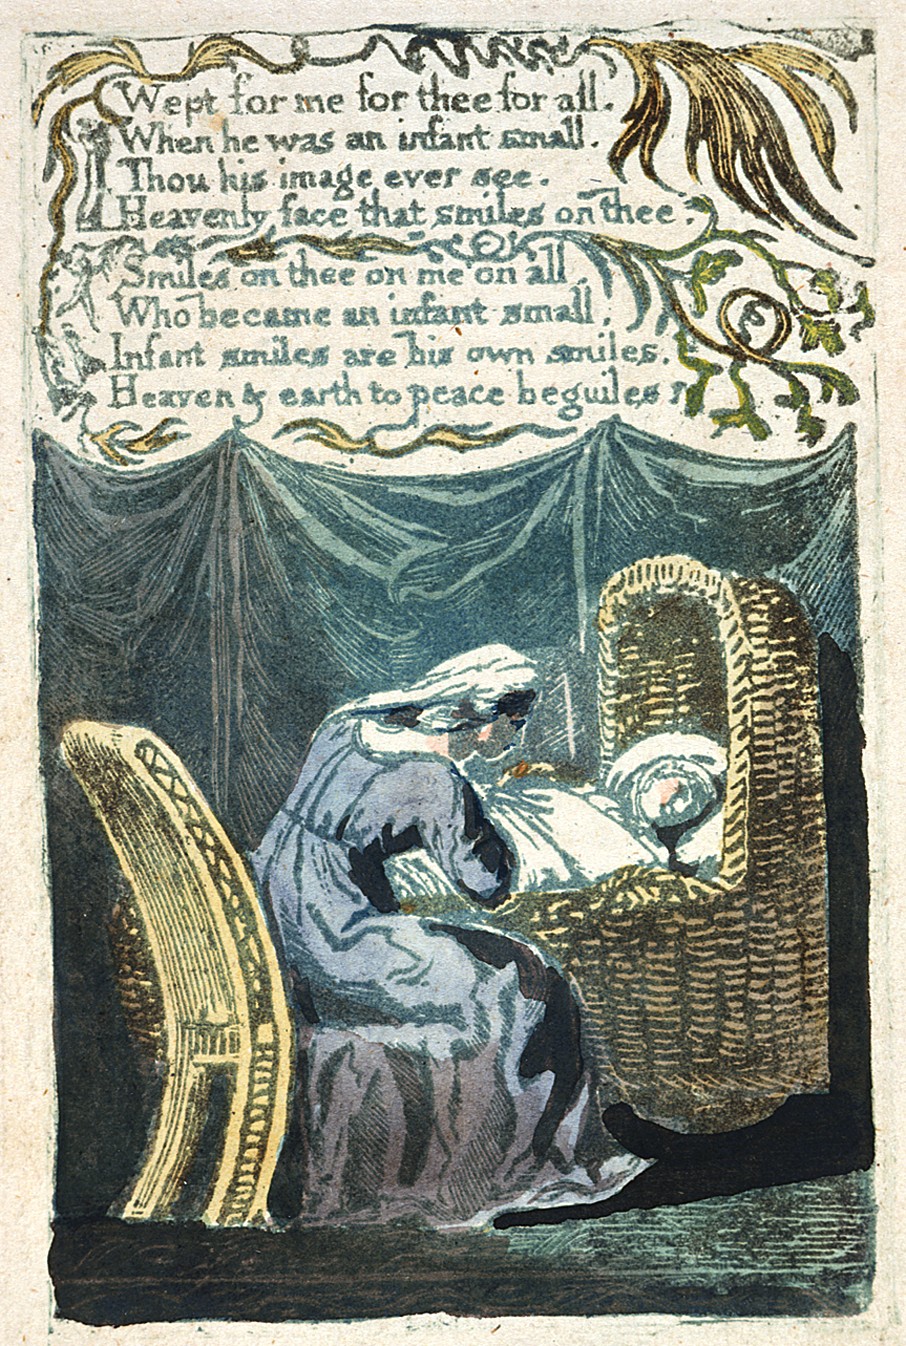 Wept for me for thee for all.
When he was an infant small.
Thou his image ever see.
Heavenly face that smiles on thee.
Smiles on thee on me on all
Who became an infant small,
Infant smiles are his own smiles.
Heaven & earth to peace beguiles